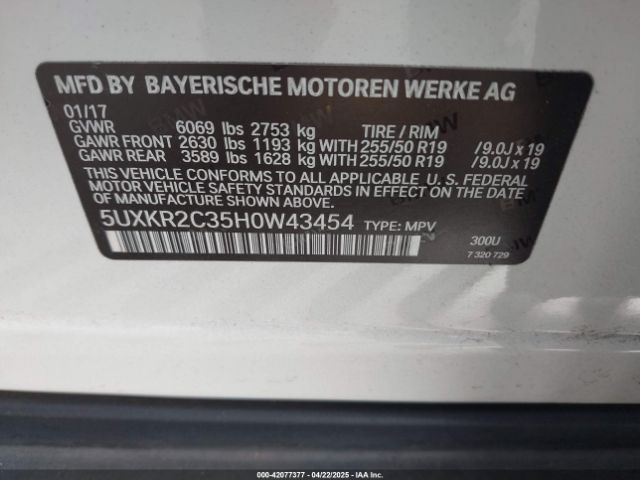 MFD BY BAYERISCHE MOTOREN WERKE AG
01/17
GVWR 6069 lbs 2753 kg TIRE / RIM
GAWR FRONT 2630 lbs 1193 kg WITH 255/50 R19 /9.0J x 19
GAWR REAR 3589 lbs 1628 kg WITH 255/50 R19 /9.0J x 19
THIS VEHICLE CONFORMS TO ALL APPLICABLE U.S. FEDERAL
MOTOR VEHICLE SAFETY STANDARDS IN EFFECT ON THE DATE
OF MANUFACTURE SHOWN ABOVE.
5UXKR2C35H0W43454 TYPE: MPV 300U
7 320 729
000-42077377 - 04/22/2025 - IAAI Inc.